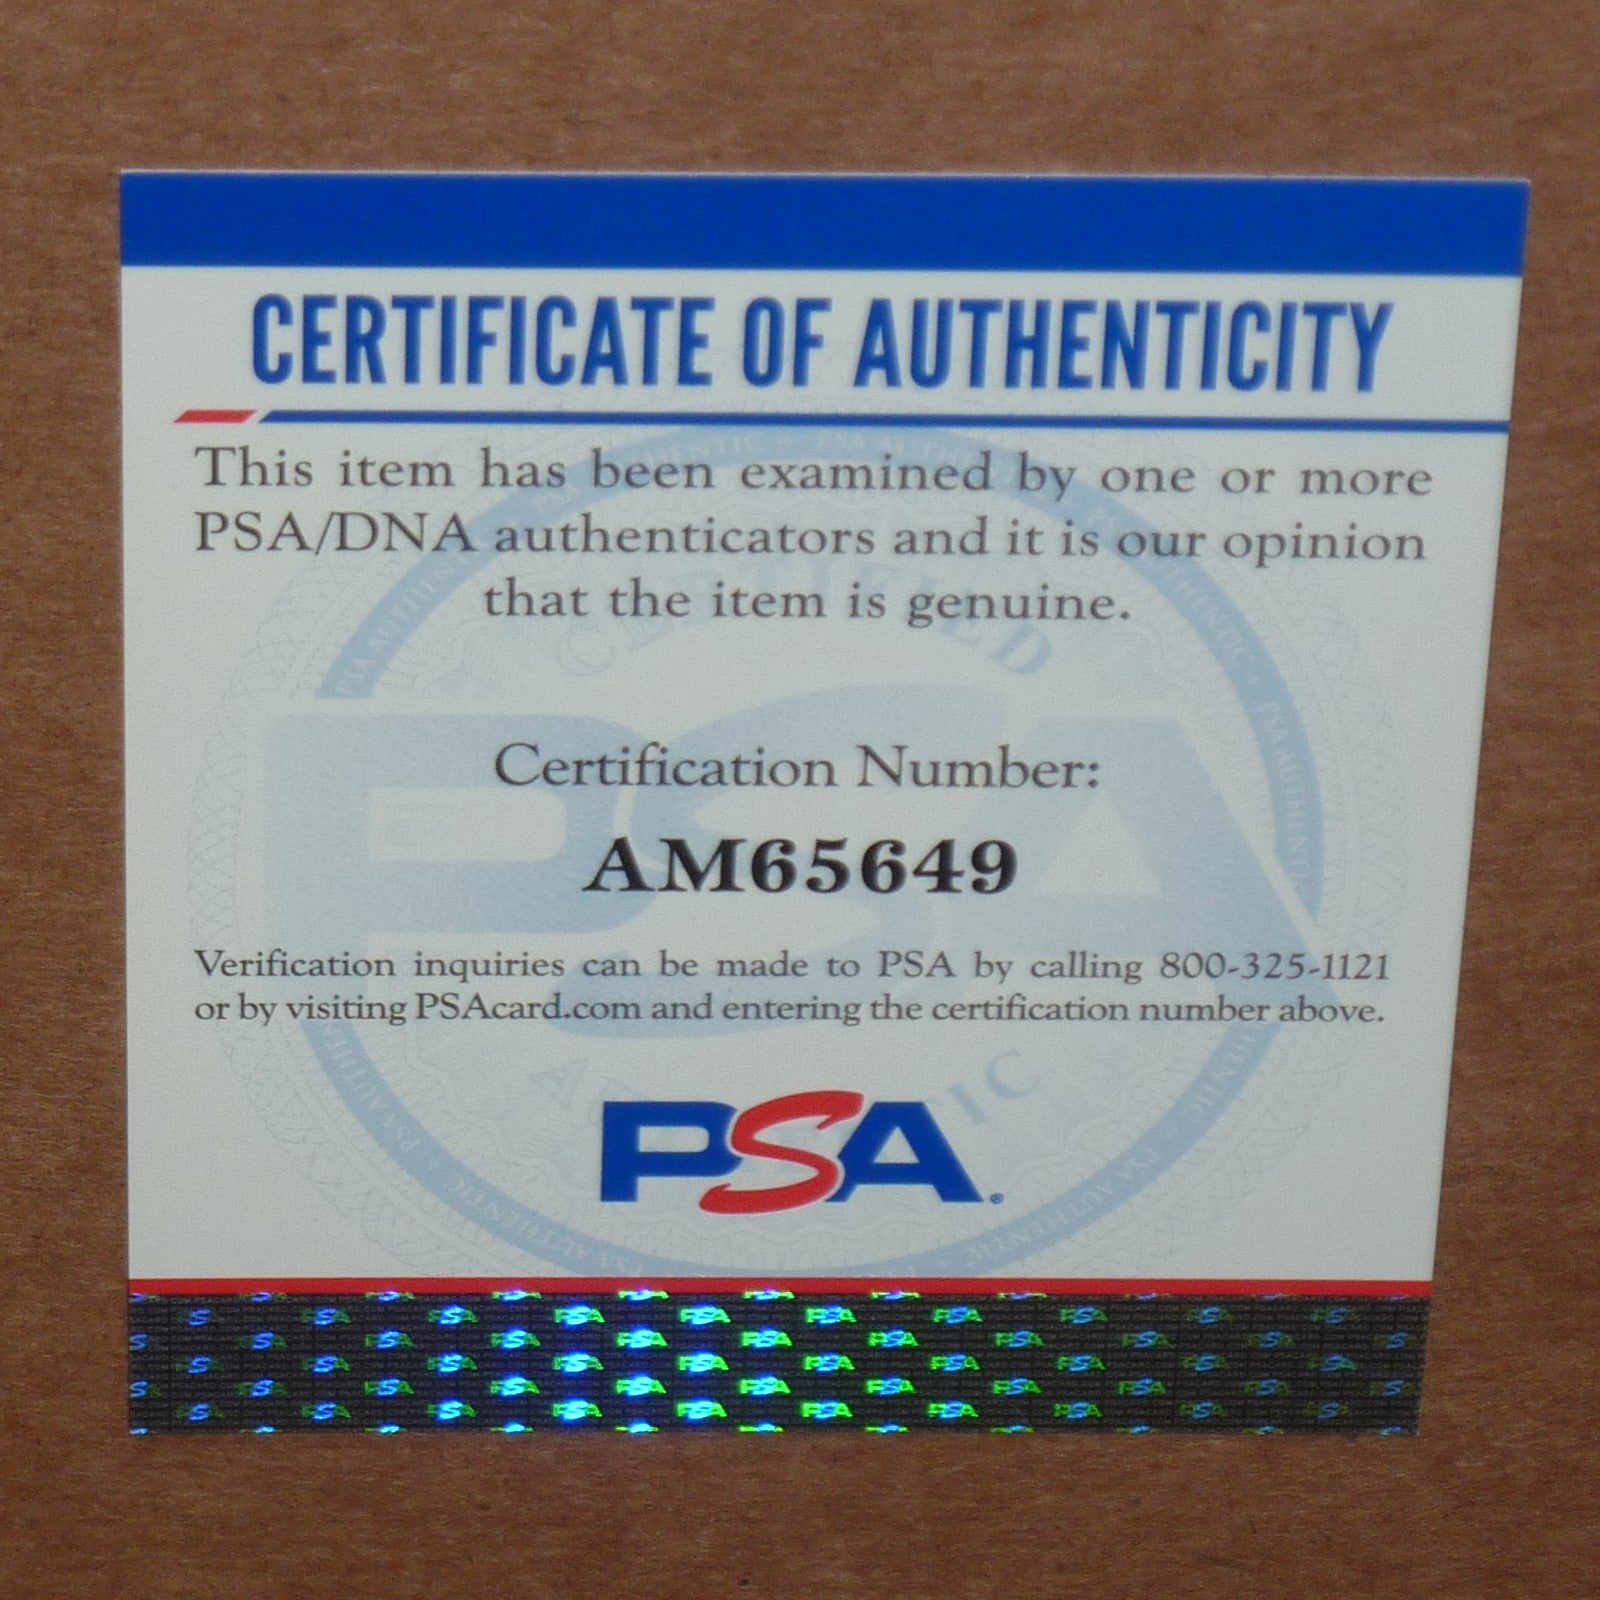 CERTIFICATE OF AUTHENTICITY
This item has been examined by one or more
PSA/DNA authenticators and it is our opinion
that the item is genuine.
Certification Number:
AM65649
Verification inquiries can be made to PSA by calling 800-325-1121
or by visiting PSAcard.com and entering the certification number above.
PSA®